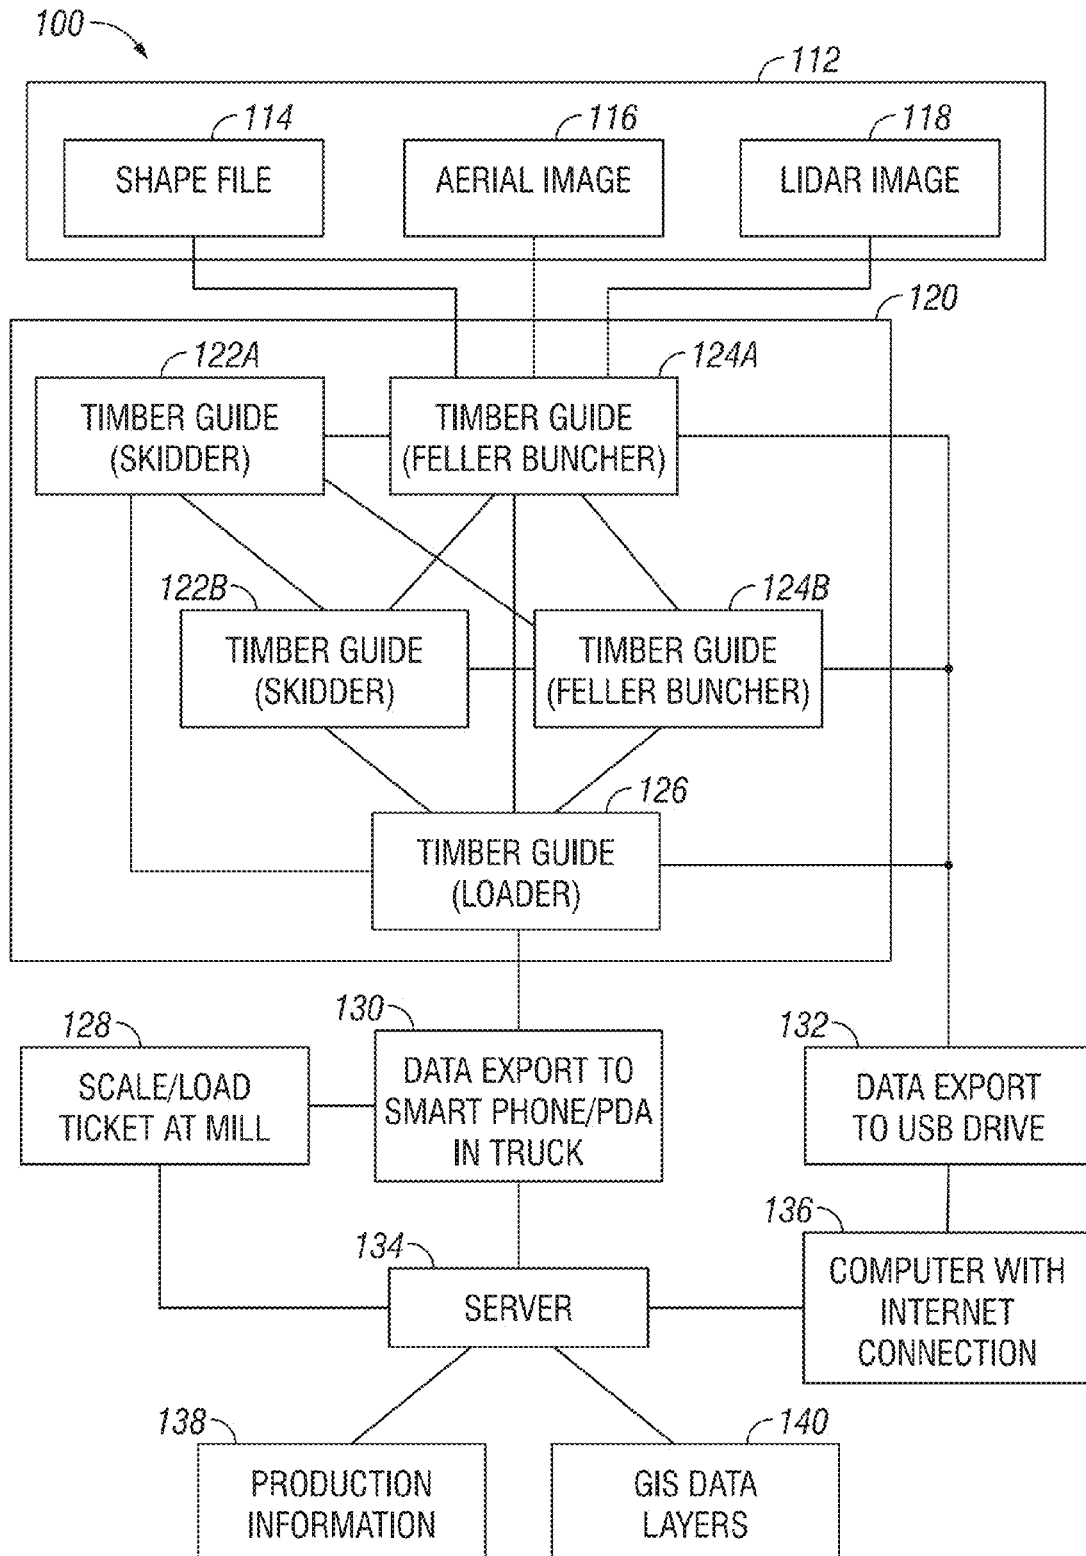 100
112
114
116
118
SHAPE FILE
AERIAL IMAGE
LIDAR IMAGE
120
122A
124A
TIMBER GUIDE
(SKIDDER)
TIMBER GUIDE
(FELLER BUNCHER)
122B
124B
TIMBER GUIDE
(SKIDDER)
TIMBER GUIDE
(FELLER BUNCHER)
126
TIMBER GUIDE
(LOADER)
128
130
132
SCALE/LOAD
TICKET AT MILL
DATA EXPORT TO
SMART PHONE/PDA
IN TRUCK
DATA EXPORT
TO USB DRIVE
134
136
SERVER
COMPUTER WITH
INTERNET
CONNECTION
138
140
PRODUCTION
INFORMATION
GIS DATA
LAYERS